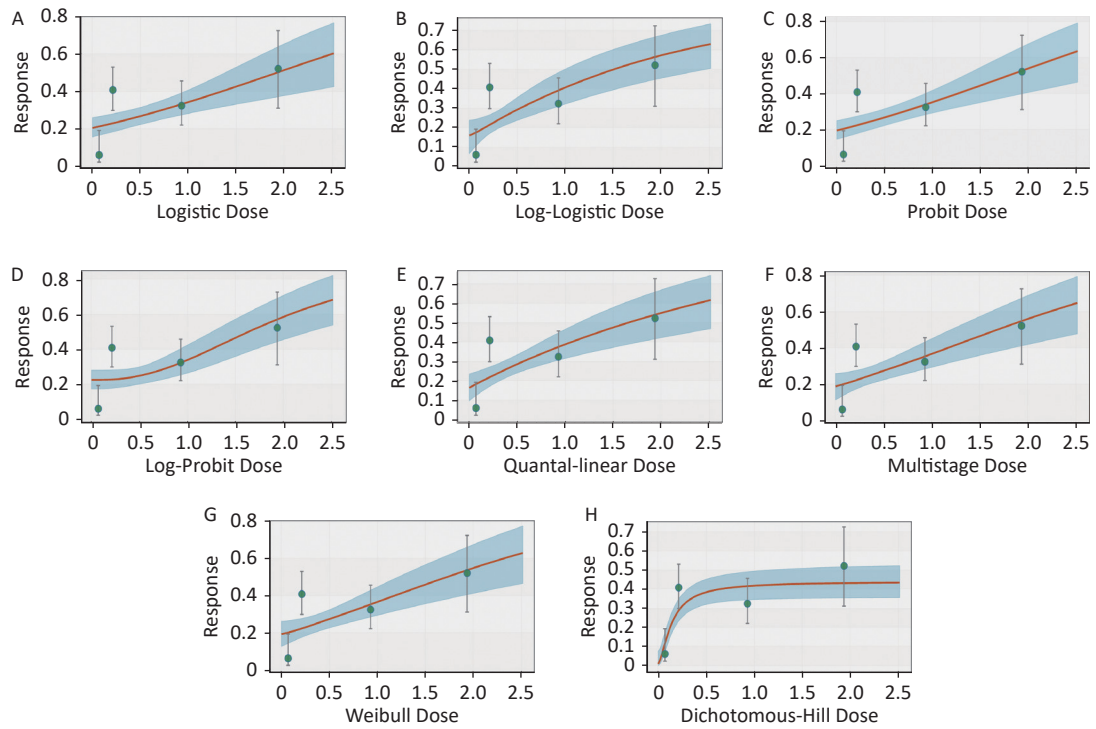 A
0.8
0.6
0.4
0.2
0
Response
0 0.5 1.0 1.5 2.0 2.5
Logistic Dose
B
0.7
0.6
0.5
0.4
0.3
0.2
0.1
0
Response
0 0.5 1.0 1.5 2.0 2.5
Log-Logistic Dose
C
0.8
0.6
0.4
0.2
0
Response
0 0.5 1.0 1.5 2.0 2.5
Probit Dose
D
0.8
0.6
0.4
0.2
0
Response
0 0.5 1.0 1.5 2.0 2.5
Log-Probit Dose
E
0.7
0.6
0.5
0.4
0.3
0.2
0.1
0
Response
0 0.5 1.0 1.5 2.0 2.5
Quantal-linear Dose
F
0.8
0.6
0.4
0.2
0
Response
0 0.5 1.0 1.5 2.0 2.5
Multistage Dose
G
0.8
0.6
0.4
0.2
0
Response
0 0.5 1.0 1.5 2.0 2.5
Weibull Dose
H
0.7
0.6
0.5
0.4
0.3
0.2
0.1
0
Response
0 0.5 1.0 1.5 2.0 2.5
Dichotomous-Hill Dose